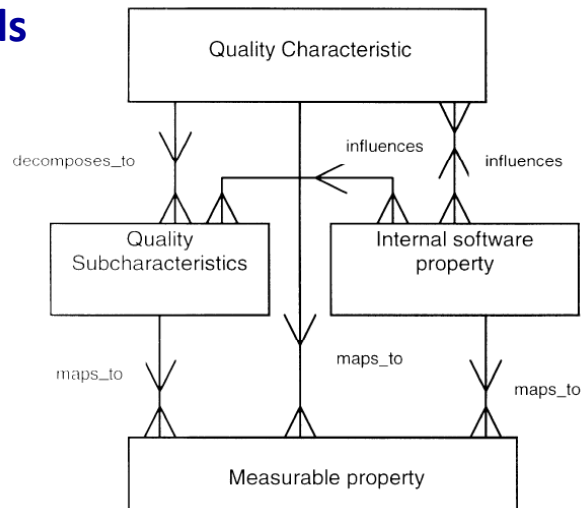 ls
Quality Characteristic
influences
decomposes_to
influences
Quality
Subcharacteristics
Internal software
property
maps_to
maps_to
maps_to
Measurable property